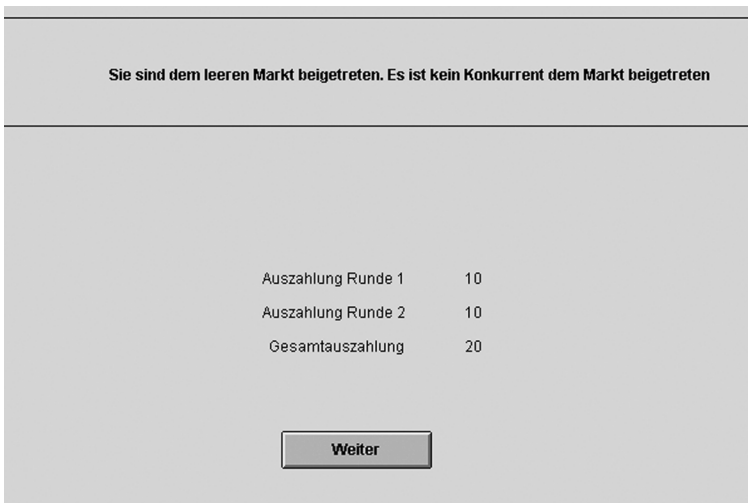 Sie sind dem leeren Markt beigetreten. Es ist kein Konkurrent dem Markt beigetreten
Auszahlung Runde 1 10
Auszahlung Runde 2 10
Gesamtauszahlung 20
Weiter